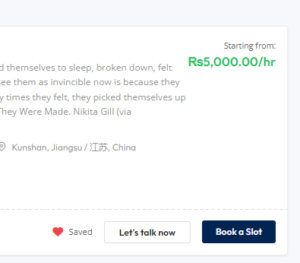 Starting from:
₨5,000.00/hr
d themselves to sleep, broken down, felt
see them as invincible now is because they
y times they felt, they picked themselves up
They Were Made. Nikita Gill (via
Kunshan, Jiangsu / 江苏, China
Saved
Let's talk now
Book a Slot